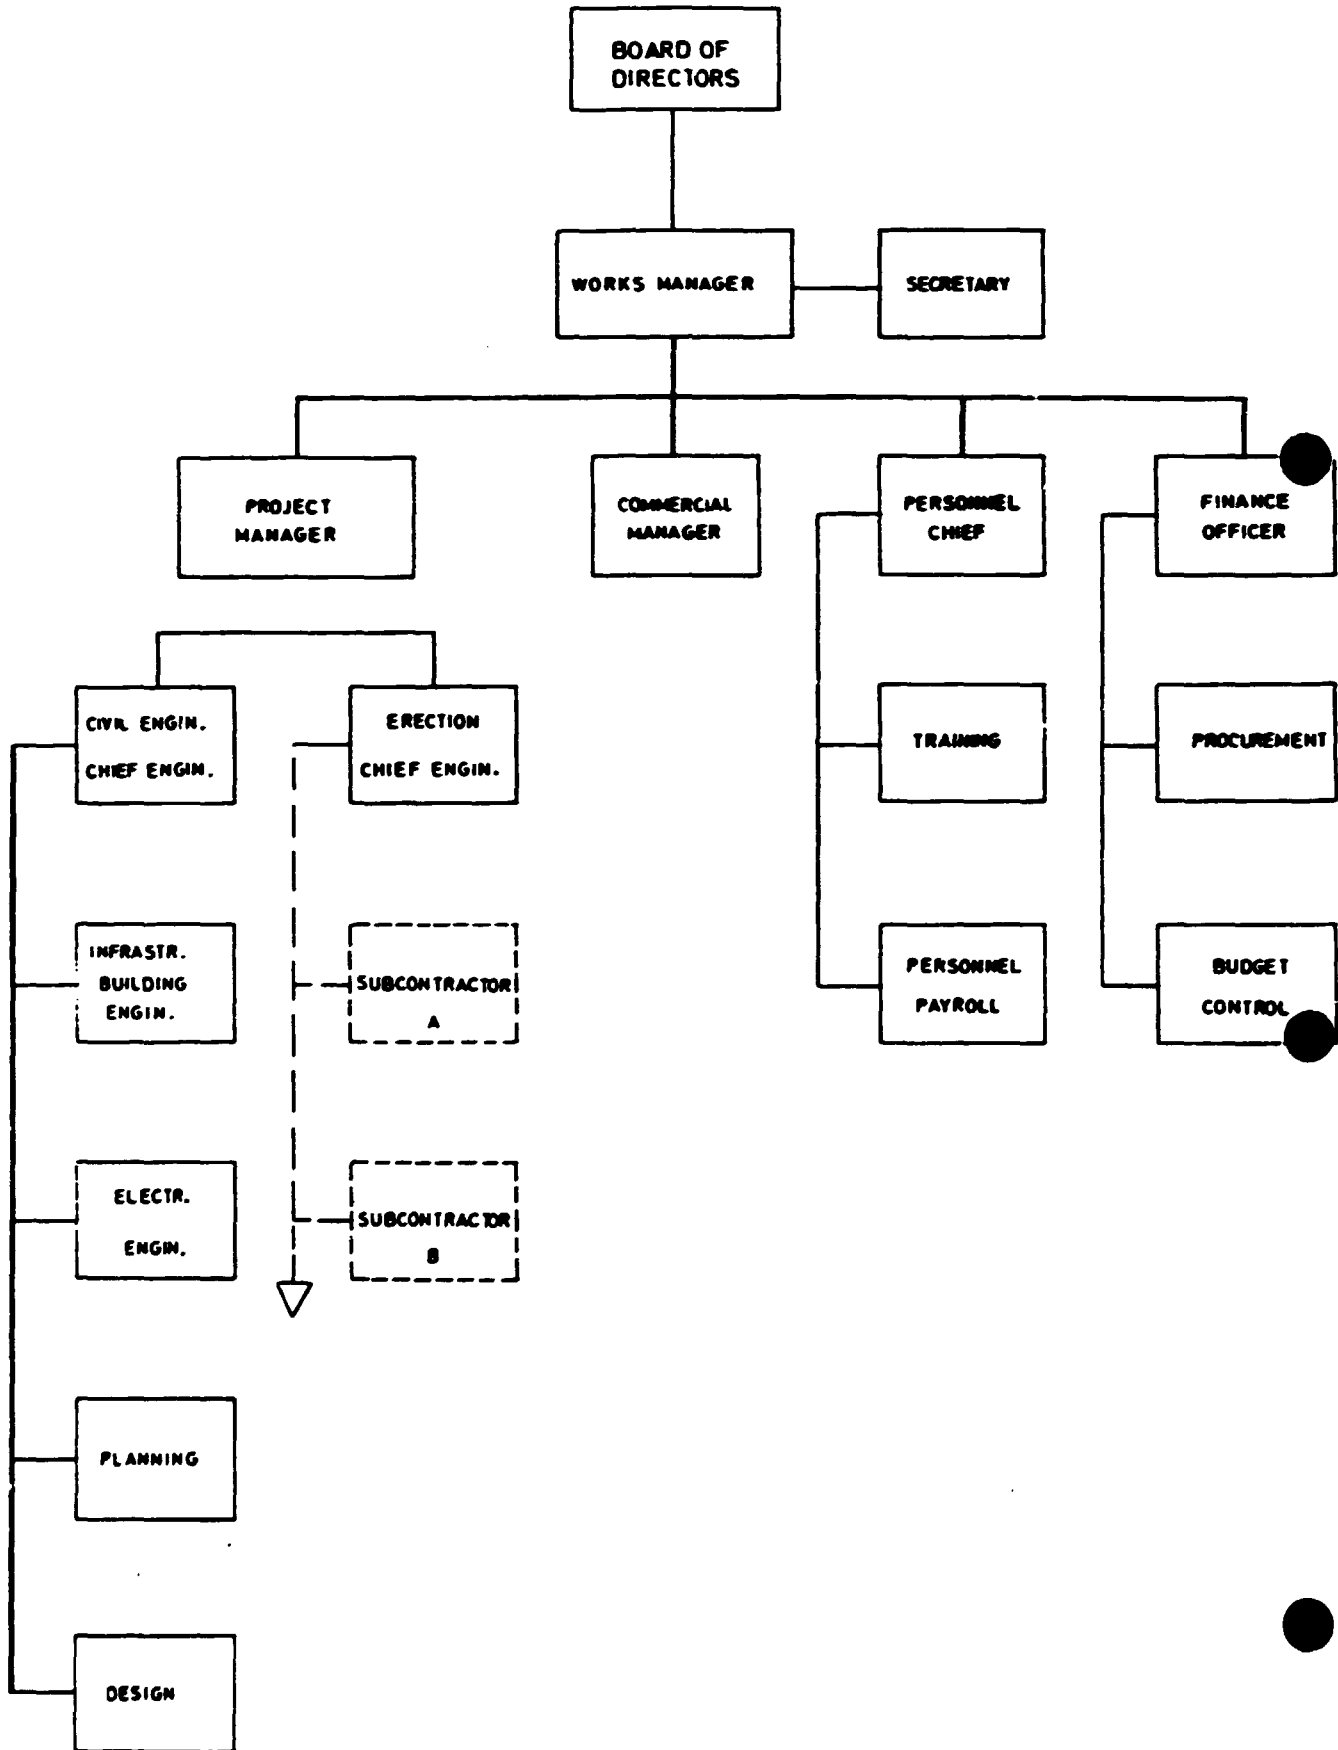 BOARD OF
DIRECTORS
WORKS MANAGER
SECRETARY
PROJECT
MANAGER
COMMERCIAL
MANAGER
PERSONNEL
CHIEF
FINANCE
OFFICER
CIVIL ENGIN.
CHIEF ENGIN.
ERECTION
CHIEF ENGIN.
TRAINING
PROCUREMENT
INFRASTR.
BUILDING
ENGIN.
SUBCONTRACTOR
A
PERSONNEL
PAYROLL
BUDGET
CONTROL
ELECTR.
ENGIN.
SUBCONTRACTOR
B
PLANNING
DESIGN